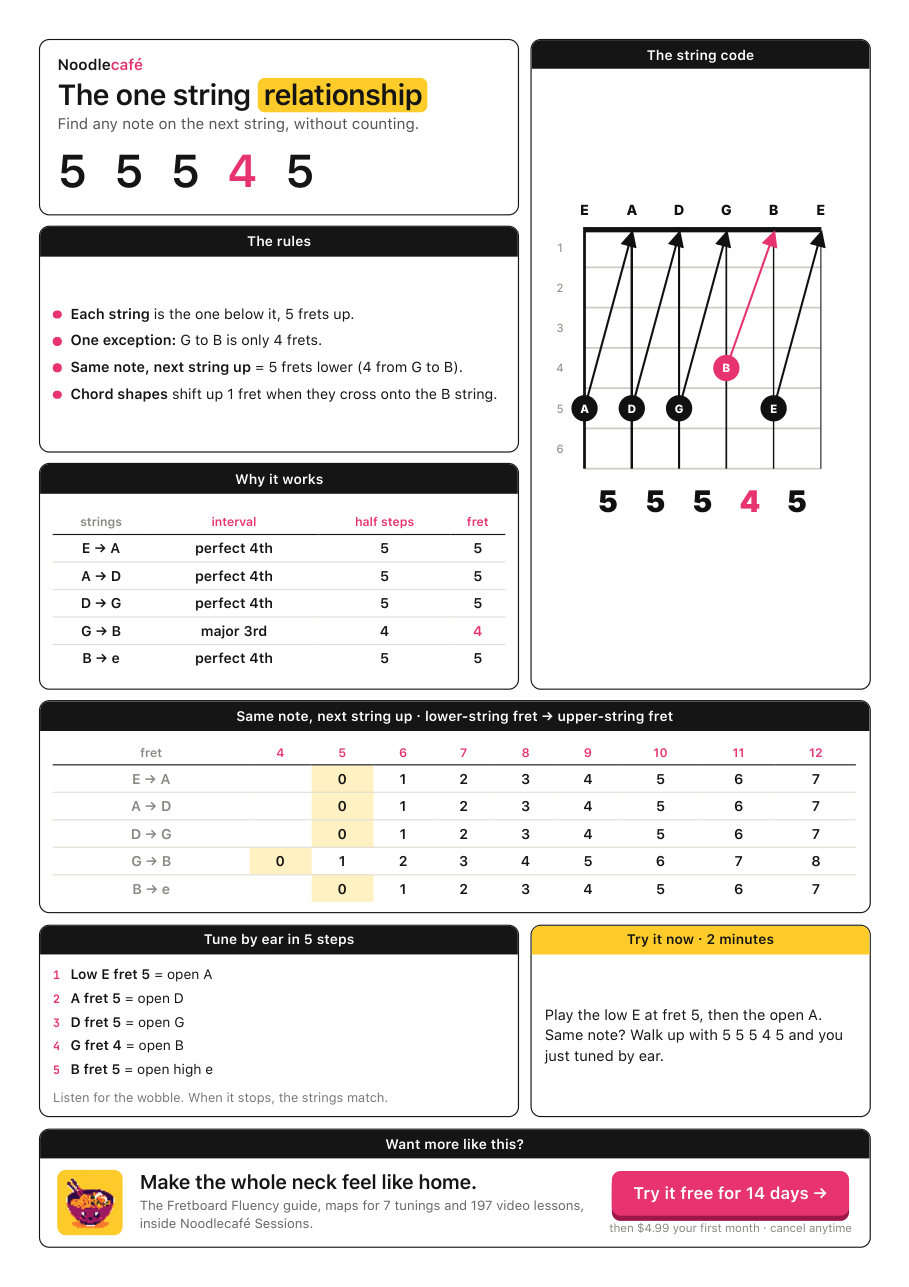 Noodlecafé
The one string relationship
Find any note on the next string, without counting.
5 5 5 4 5
The rules
Each string is the one below it, 5 frets up.
One exception: G to B is only 4 frets.
Same note, next string up = 5 frets lower (4 from G to B).
Chord shapes shift up 1 fret when they cross onto the B string.
Why it works
strings interval half steps fret
E → A perfect 4th 5 5
A → D perfect 4th 5 5
D → G perfect 4th 5 5
G → B major 3rd 4 4
B → e perfect 4th 5 5
The string code
E A D G B E
1
2
3
4 B
5 A D G E
6
5 5 5 4 5
Same note, next string up · lower-string fret → upper-string fret
fret 4 5 6 7 8 9 10 11 12
E → A 0 1 2 3 4 5 6 7
A → D 0 1 2 3 4 5 6 7
D → G 0 1 2 3 4 5 6 7
G → B 0 1 2 3 4 5 6 7 8
B → e 0 1 2 3 4 5 6 7
Tune by ear in 5 steps
1 Low E fret 5 = open A
2 A fret 5 = open D
3 D fret 5 = open G
4 G fret 4 = open B
5 B fret 5 = open high e
Listen for the wobble. When it stops, the strings match.
Try it now · 2 minutes
Play the low E at fret 5, then the open A.
Same note? Walk up with 5 5 5 4 5 and you
just tuned by ear.
Want more like this?
Make the whole neck feel like home.
The Fretboard Fluency guide, maps for 7 tunings and 197 video lessons,
inside Noodlecafé Sessions.
Try it free for 14 days →
then $4.99 your first month · cancel anytime